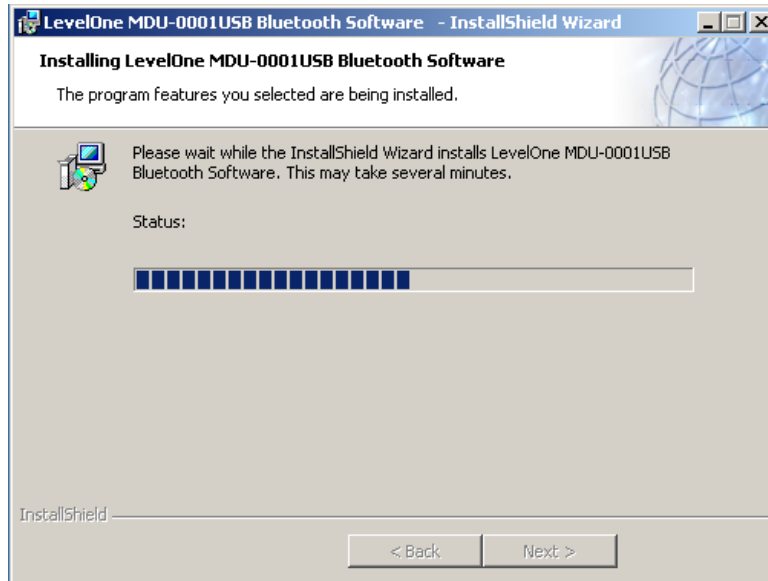 LevelOne MDU-0001USB Bluetooth Software - InstallShield Wizard
Installing LevelOne MDU-0001USB Bluetooth Software
The program features you selected are being installed.
Please wait while the InstallShield Wizard installs LevelOne MDU-0001USB
Bluetooth Software. This may take several minutes.
Status:
InstallShield
< Back
Next >